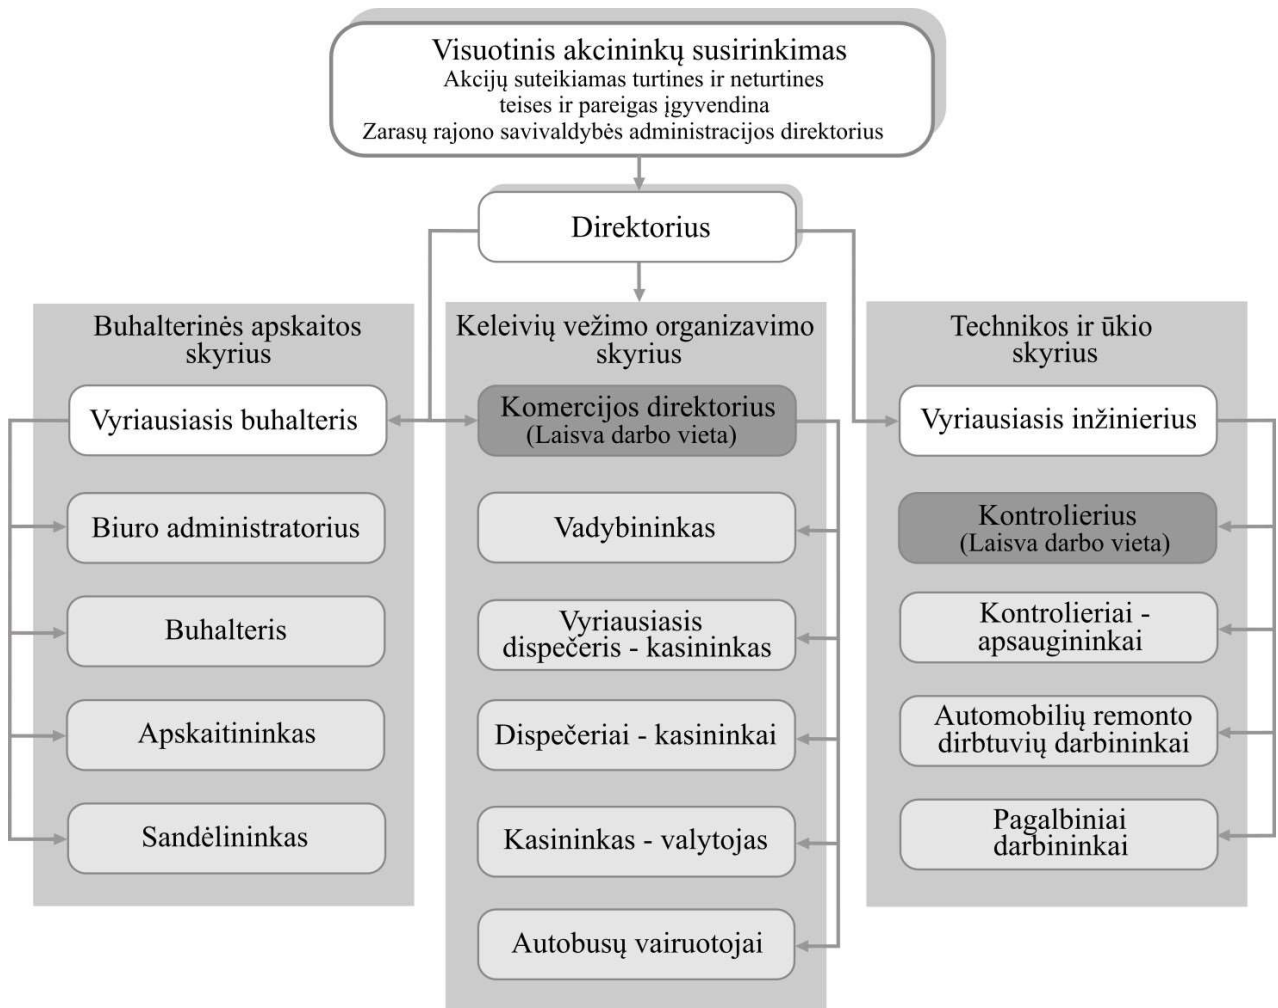 Visuotinis akcininkų susirinkimas
Akcijų suteikiamas turtines ir neturtines
teises ir pareigas įgyvendina
Zarasų rajono savivaldybės administracijos direktorius
Direktorius
Buhalterinės apskaitos
skyrius
Vyriausiasis buhalteris
Biuro administratorius
Buhalteris
Apskaitininkas
Sandėlininkas
Keleivių vežimo organizavimo
skyrius
Komercijos direktorius
(Laisva darbo vieta)
Vadybininkas
Vyriausiasis
dispečeris - kasininkas
Dispečeriai - kasininkai
Kasininkas - valytojas
Autobusų vairuotojai
Technikos ir ūkio
skyrius
Vyriausiasis inžinierius
Kontrolierius
(Laisva darbo vieta)
Kontrolieriai -
apsaugininkai
Automobilių remonto
dirbtuvių darbininkai
Pagalbiniai
darbininkai